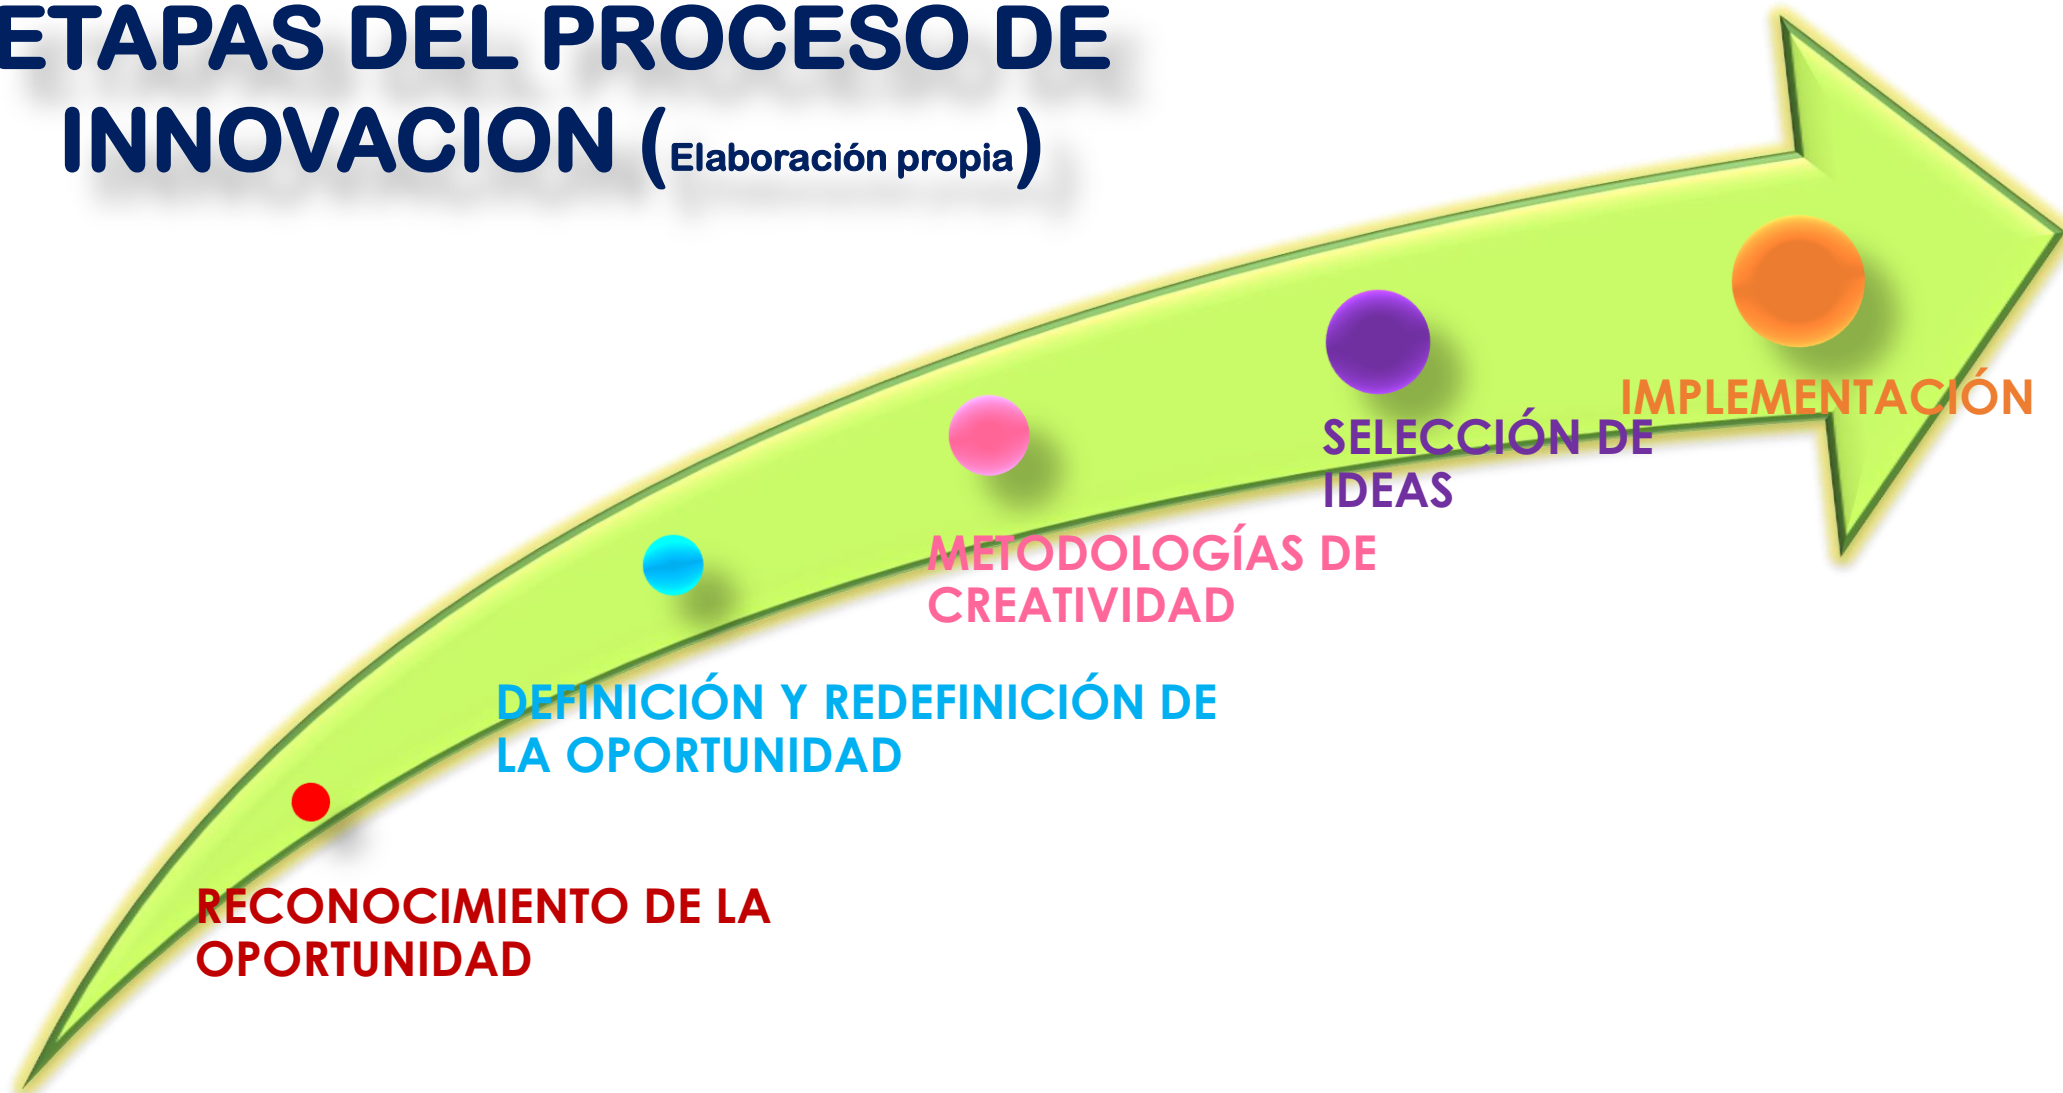 ETAPAS DEL PROCESO DE
INNOVACION (Elaboración propia)
IMPLEMENTACIÓN
SELECCIÓN DE
IDEAS
METODOLOGÍAS DE
CREATIVIDAD
DEFINICIÓN Y REDEFINICIÓN DE
LA OPORTUNIDAD
RECONOCIMIENTO DE LA
OPORTUNIDAD